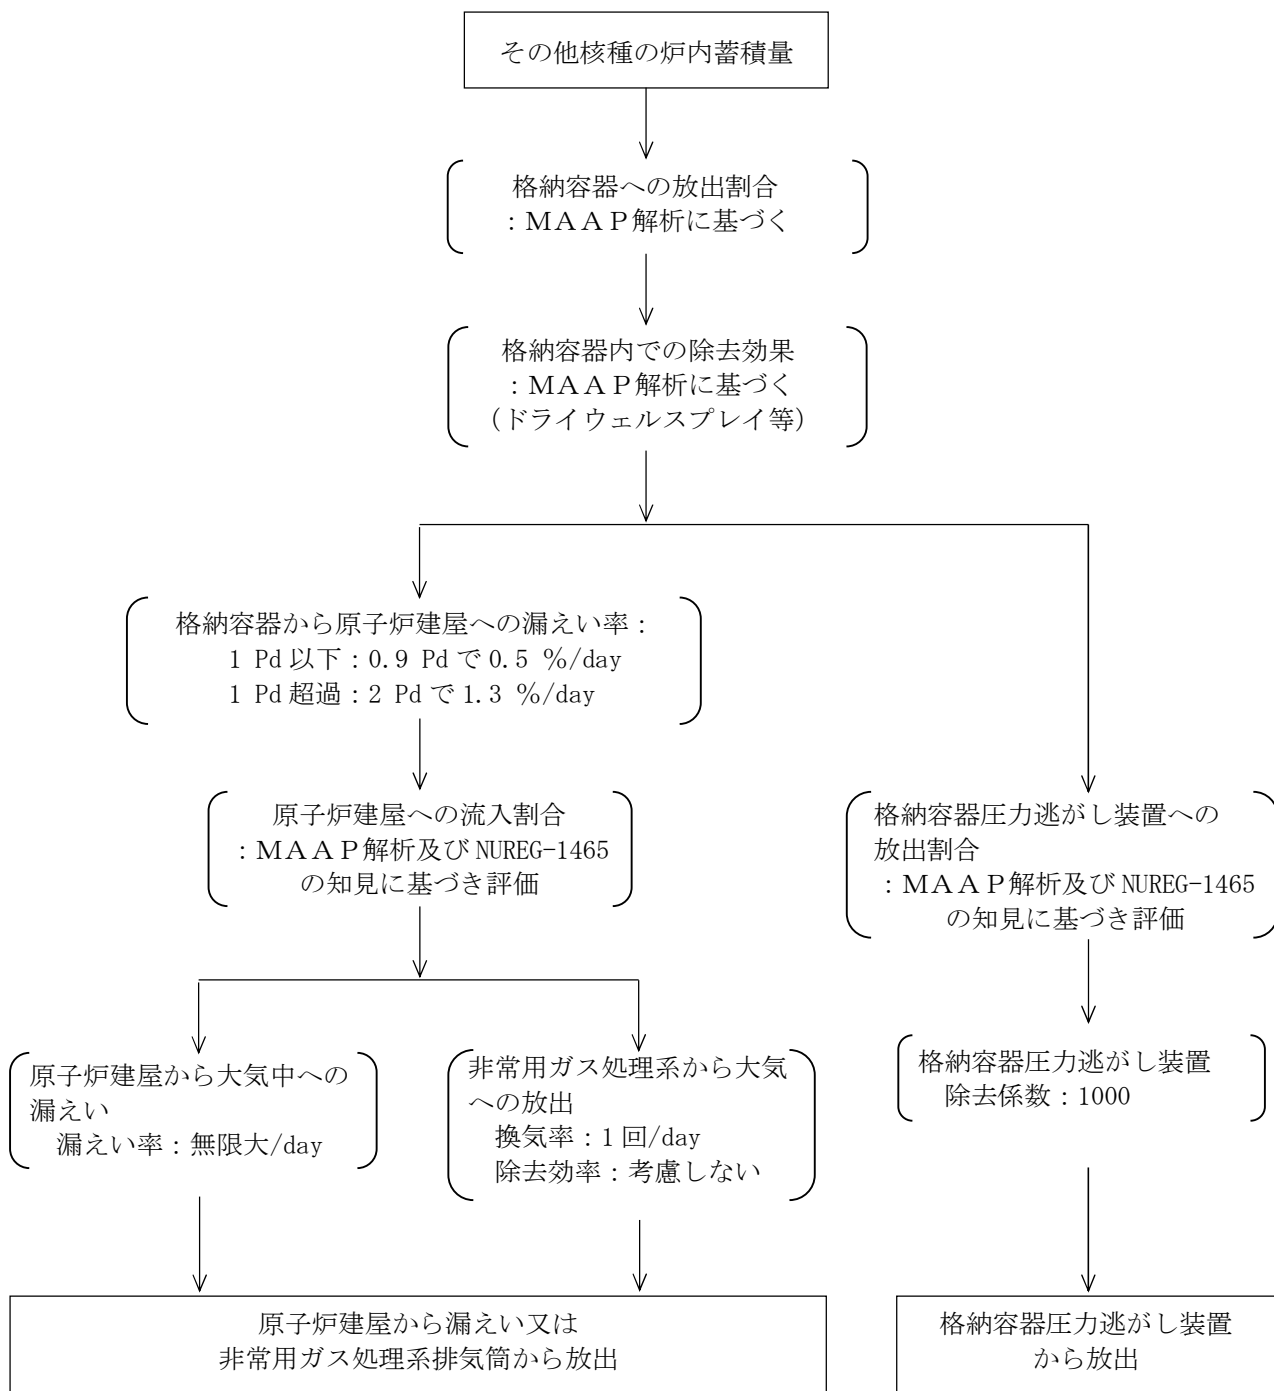 その他核種の炉内蓄積量
格納容器への放出割合
：ＭＡＡＰ解析に基づく
格納容器内での除去効果
：ＭＡＡＰ解析に基づく
（ドライウェルスプレイ等）
格納容器から原子炉建屋への漏えい率：
1 Pd 以下：0.9 Pd で 0.5 %/day
1 Pd 超過：2 Pd で 1.3 %/day
原子炉建屋への流入割合
：ＭＡＡＰ解析及び NUREG-1465
の知見に基づき評価
格納容器圧力逃がし装置への
放出割合
：ＭＡＡＰ解析及び NUREG-1465
の知見に基づき評価
原子炉建屋から大気中への
漏えい
漏えい率：無限大/day
非常用ガス処理系から大気
への放出
換気率：1 回/day
除去効率：考慮しない
格納容器圧力逃がし装置
除去係数：1000
原子炉建屋から漏えい又は
非常用ガス処理系排気筒から放出
格納容器圧力逃がし装置
から放出